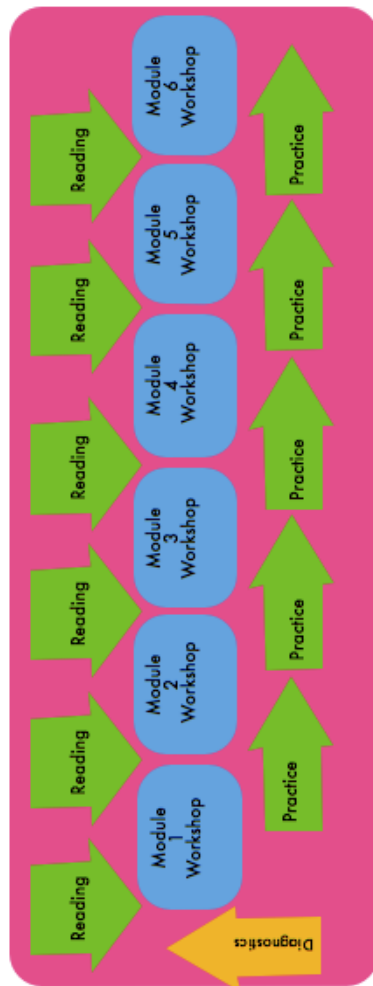 Reading
Reading
Reading
Reading
Reading
Reading
Module
1
Workshop
Module
2
Workshop
Module
3
Workshop
Module
4
Workshop
Module
5
Workshop
Module
6
Workshop
Diagnostics
Practice
Practice
Practice
Practice
Practice